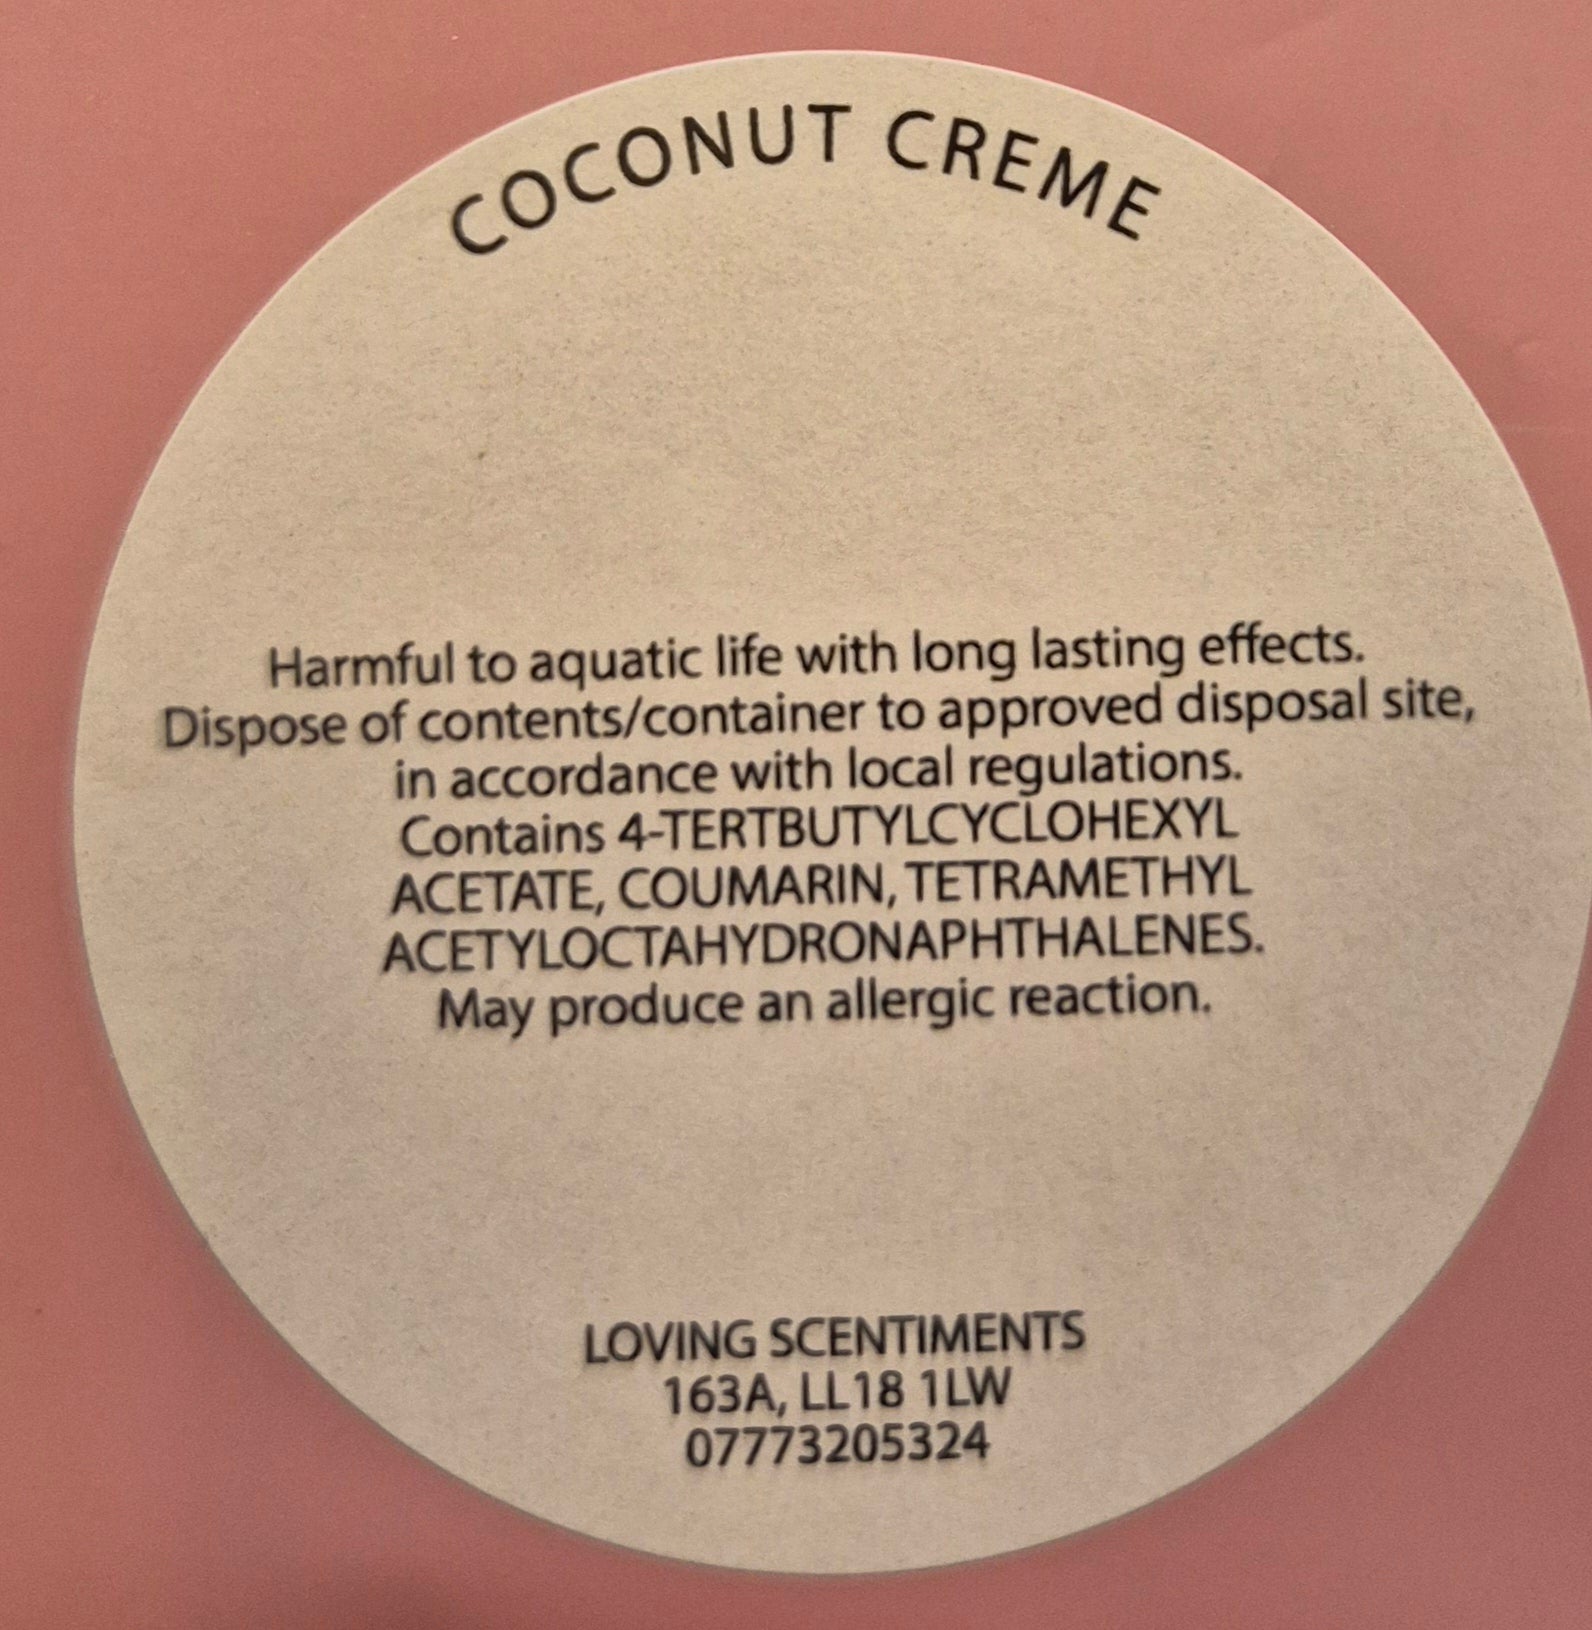 COCONUT CREME
Harmful to aquatic life with long lasting effects.
Dispose of contents/container to approved disposal site,
in accordance with local regulations.
Contains 4-TERTBUTYLCYCLOHEXYL
ACETATE, COUMARIN, TETRAMETHYL
ACETYLOCTAHYDRONAPHTHALENES.
May produce an allergic reaction.
LOVING SCENTIMENTS
163A, LL18 1LW
07773205324